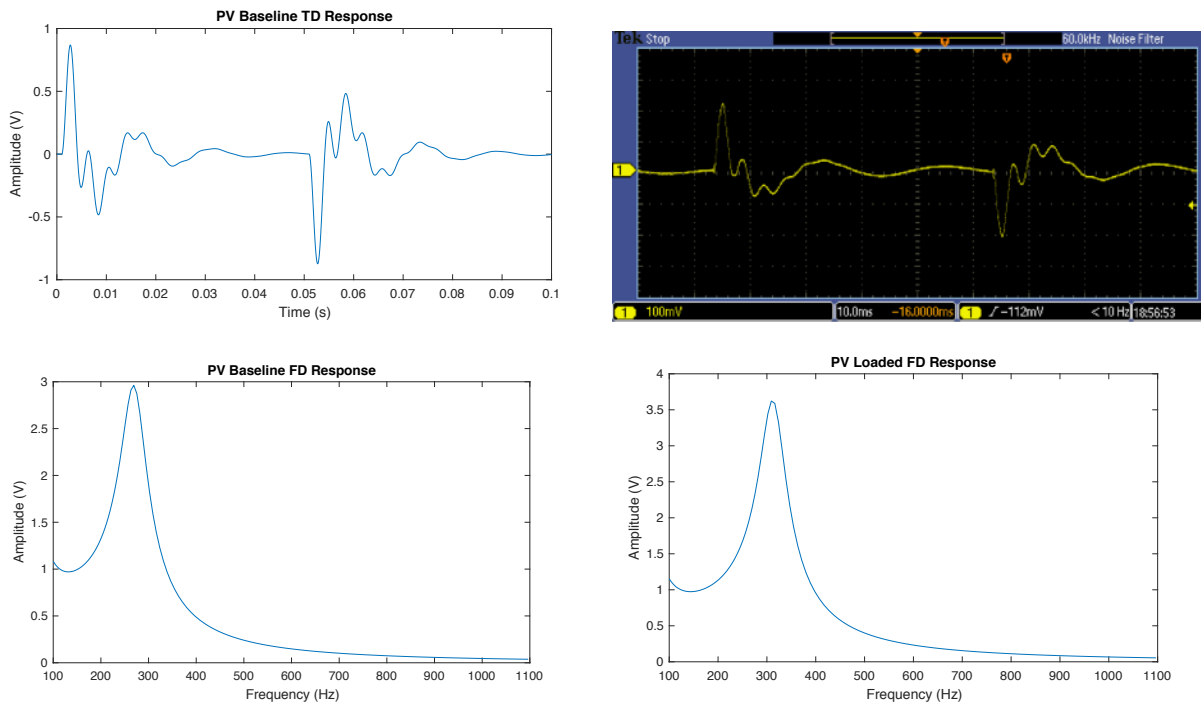 PV Baseline TD Response
1
0.5
0
-0.5
-1
Amplitude (V)
0 0.01 0.02 0.03 0.04 0.05 0.06 0.07 0.08 0.09 0.1
Time (s)
Tek Stop 60.0kHz Noise Filter
T
1
1 100mV 10.0ms -16.0000ms 1 -112mV <10 Hz 18:56:53
PV Baseline FD Response
3
2.5
2
1.5
1
0.5
0
Amplitude (V)
100 200 300 400 500 600 700 800 900 1000 1100
Frequency (Hz)
PV Loaded FD Response
4
3.5
3
2.5
2
1.5
1
0.5
0
Amplitude (V)
100 200 300 400 500 600 700 800 900 1000 1100
Frequency (Hz)